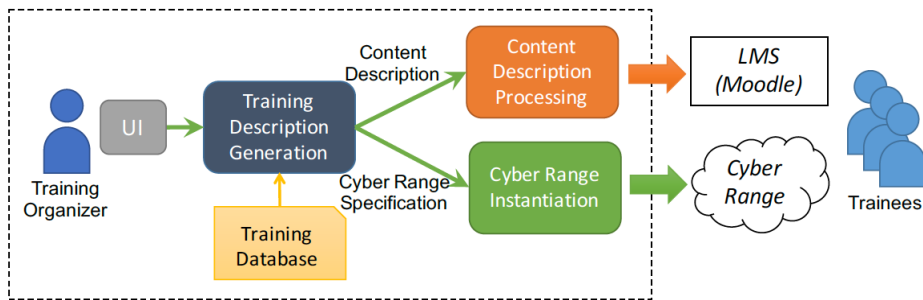 Training
Organizer
UI
Training
Description
Generation
Training
Database
Content
Description
Cyber Range
Specification
Content
Description
Processing
Cyber Range
Instantiation
LMS
(Moodle)
Cyber
Range
Trainees